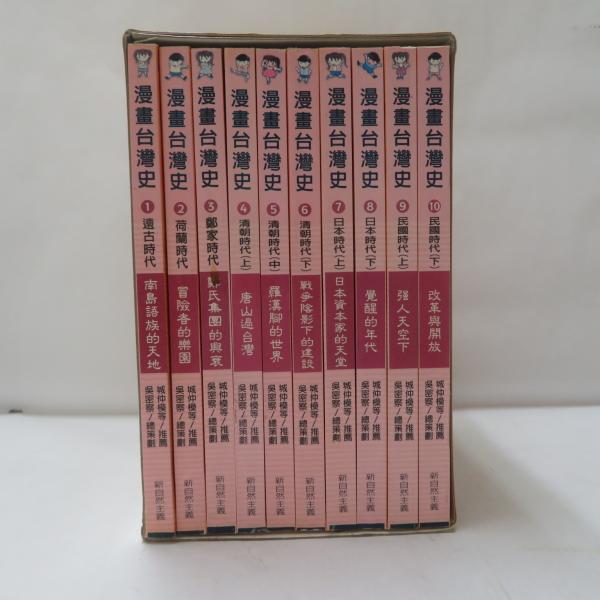 漫畫台灣史
1 遠古時代
南島語族的天地
城仲模等/推薦
吳密察/總策劃
新自然主義
漫畫台灣史
2 荷蘭時代
冒險者的樂園
城仲模等/推薦
吳密察/總策劃
新自然主義
漫畫台灣史
3 鄭家時代
鄭氏集團的興衰
城仲模等/推薦
吳密察/總策劃
新自然主義
漫畫台灣史
4 清朝時代(上)
唐山過台灣
城仲模等/推薦
吳密察/總策劃
新自然主義
漫畫台灣史
5 清朝時代(中)
羅漢腳的世界
城仲模等/推薦
吳密察/總策劃
新自然主義
漫畫台灣史
6 清朝時代(下)
戰爭陰影下的建設
城仲模等/推薦
吳密察/總策劃
新自然主義
漫畫台灣史
7 日本時代(上)
日本資本家的天堂
城仲模等/推薦
吳密察/總策劃
新自然主義
漫畫台灣史
8 日本時代(下)
覺醒的年代
城仲模等/推薦
吳密察/總策劃
新自然主義
漫畫台灣史
9 民國時代(上)
強人天空下
城仲模等/推薦
吳密察/總策劃
新自然主義
漫畫台灣史
10 民國時代(下)
改革與開放
城仲模等/推薦
吳密察/總策劃
新自然主義